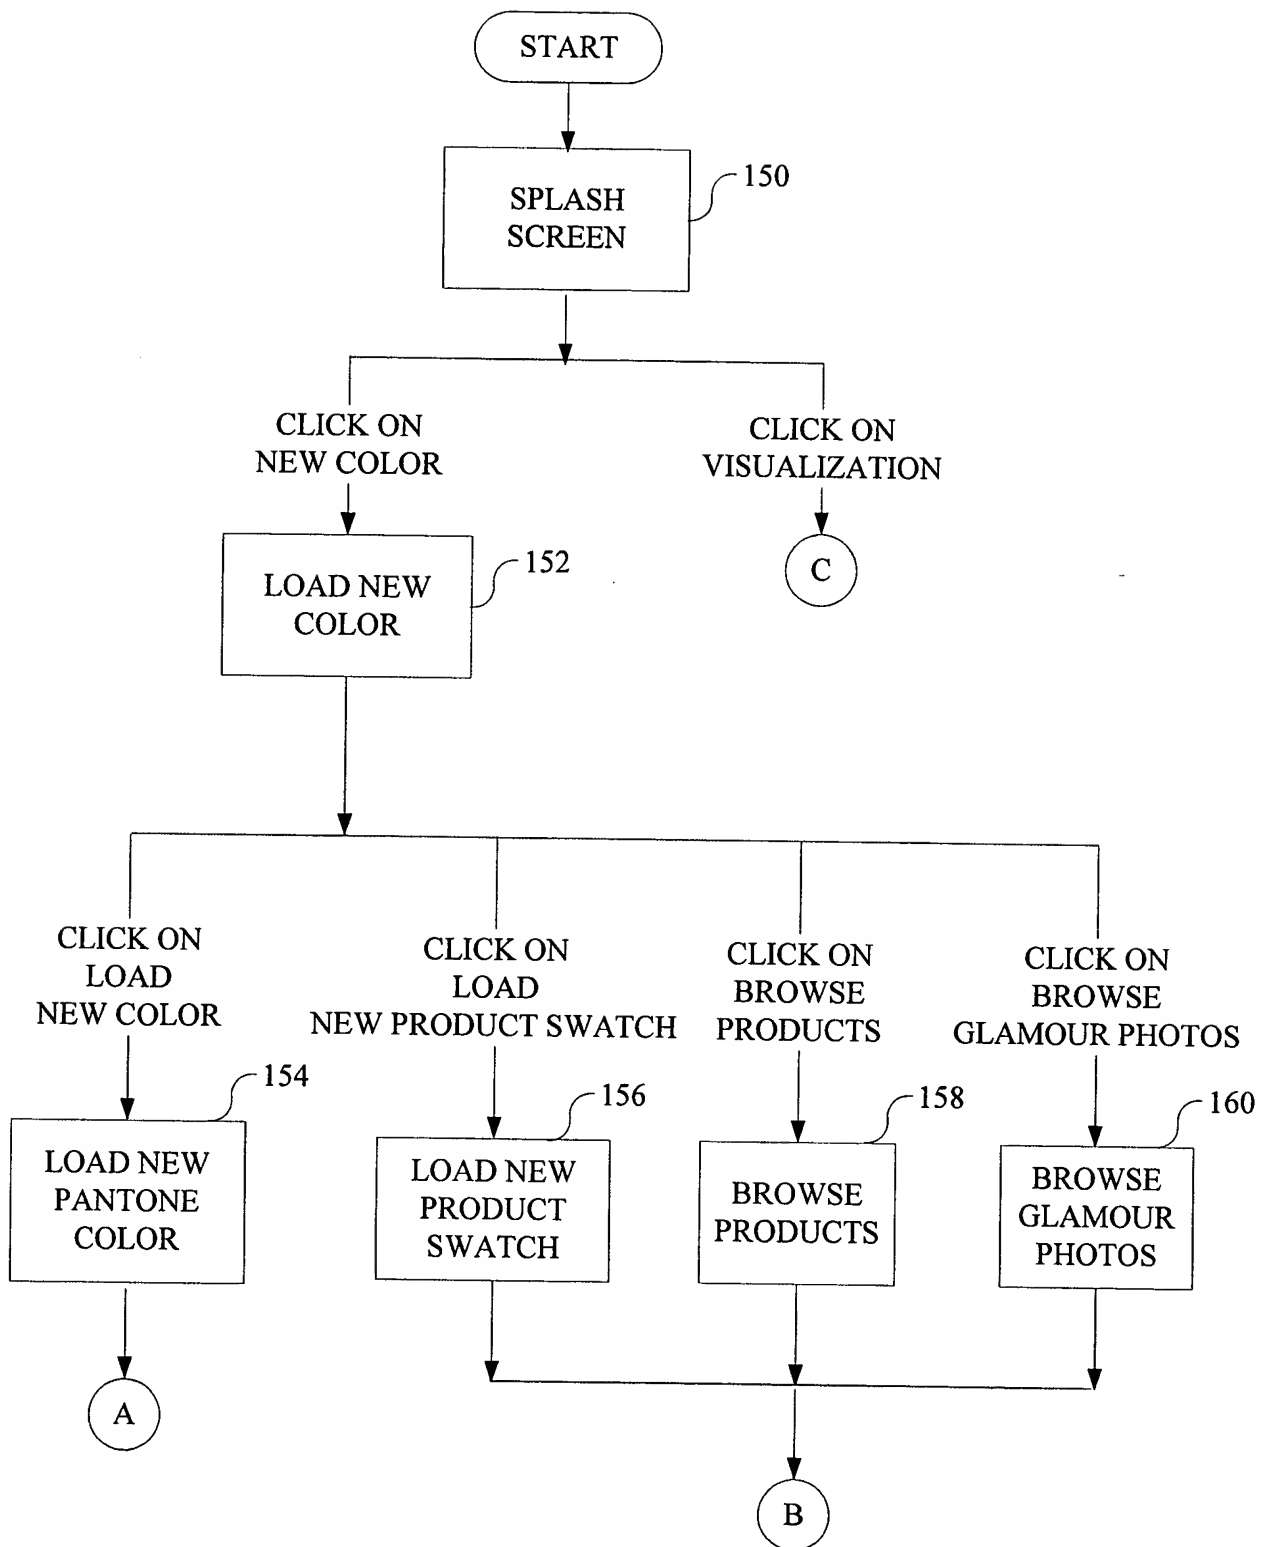 START
SPLASH
SCREEN
150
CLICK ON
NEW COLOR
CLICK ON
VISUALIZATION
LOAD NEW
COLOR
152
C
CLICK ON
LOAD
NEW COLOR
CLICK ON
LOAD
NEW PRODUCT SWATCH
CLICK ON
BROWSE
PRODUCTS
CLICK ON
BROWSE
GLAMOUR PHOTOS
154
156
158
160
LOAD NEW
PANTONE
COLOR
LOAD NEW
PRODUCT
SWATCH
BROWSE
PRODUCTS
BROWSE
GLAMOUR
PHOTOS
A
B